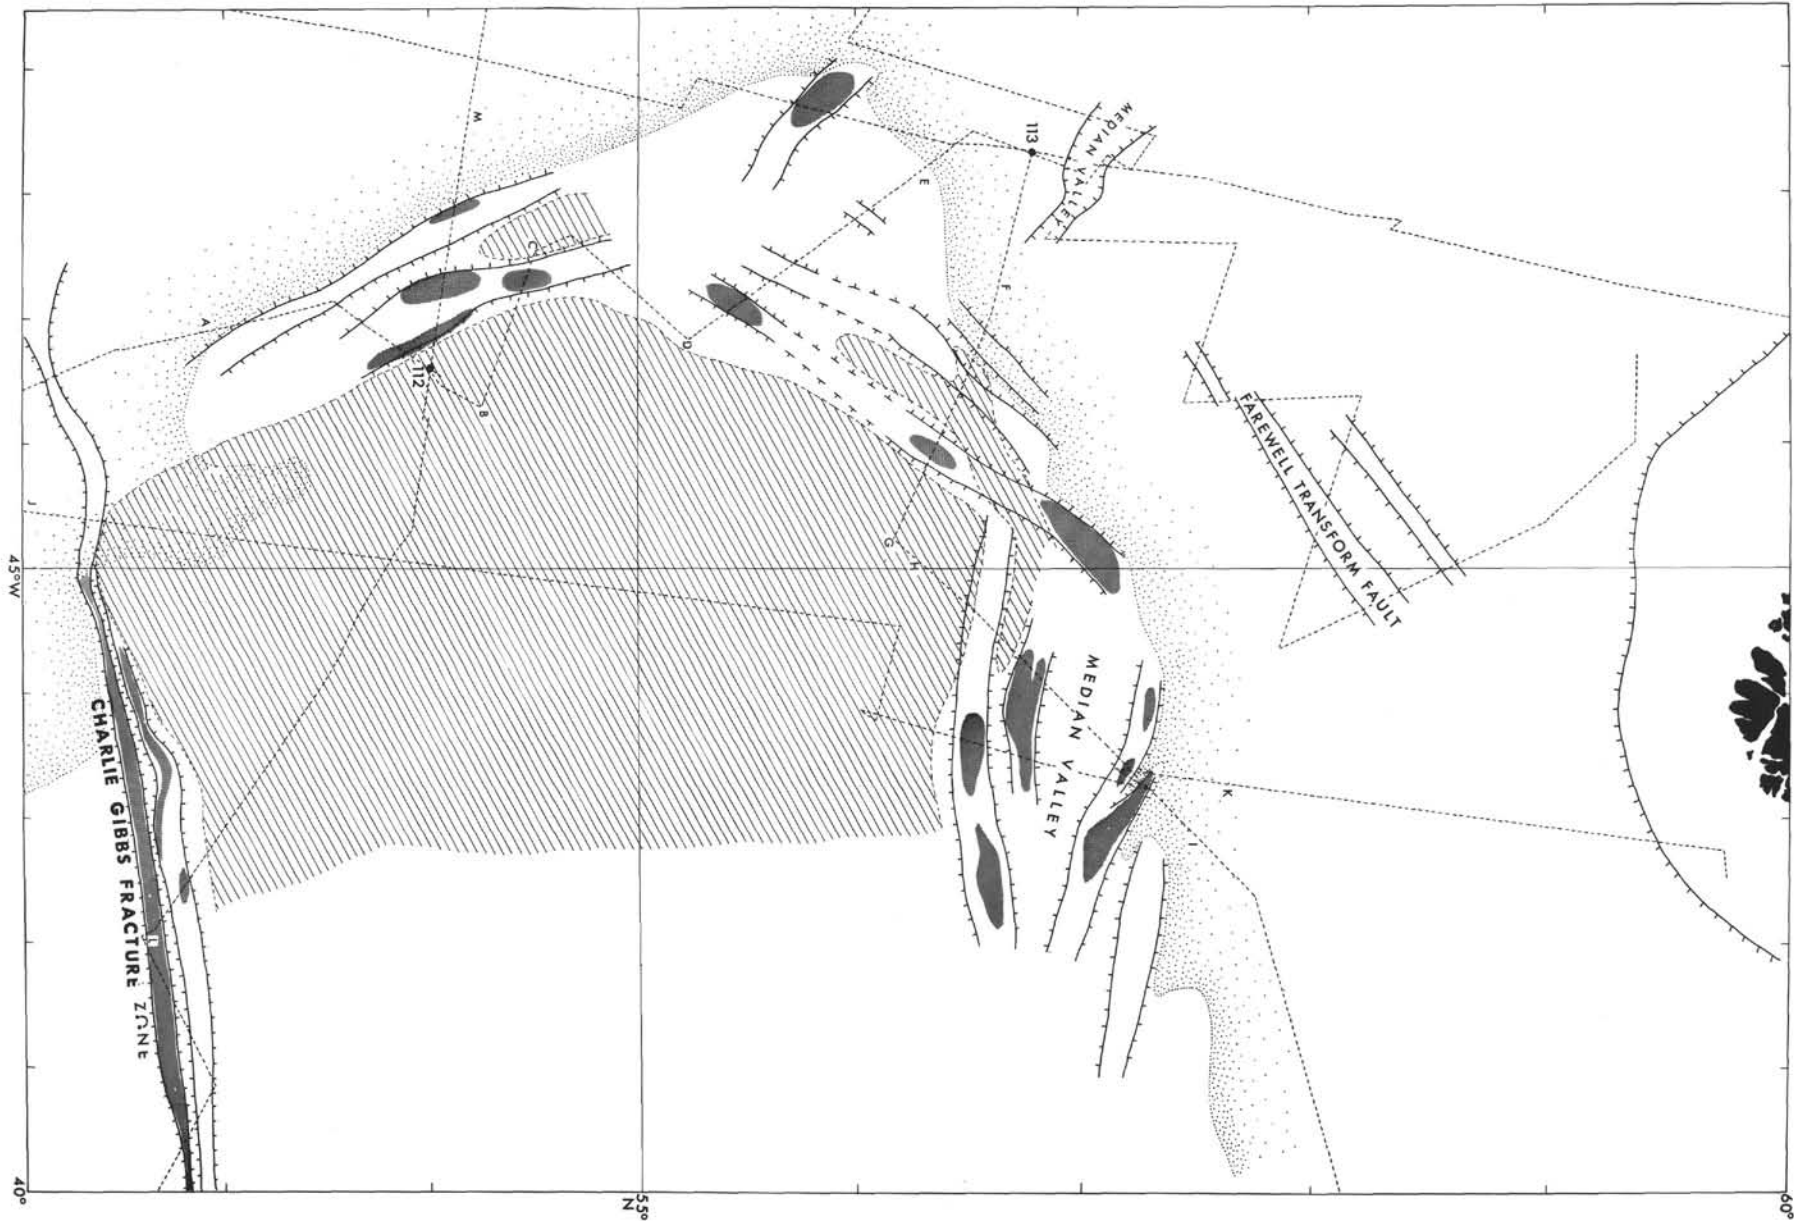 M
MEDIAN VALLEY
113
E
F
A
C
D
112
B
FAREWELL TRANSFORM FAULT
J
G
H
45°W
MEDIAN VALLEY
K
I
CHARLIE GIBBS FRACTURE ZONE
L
40°
55°
N
60°